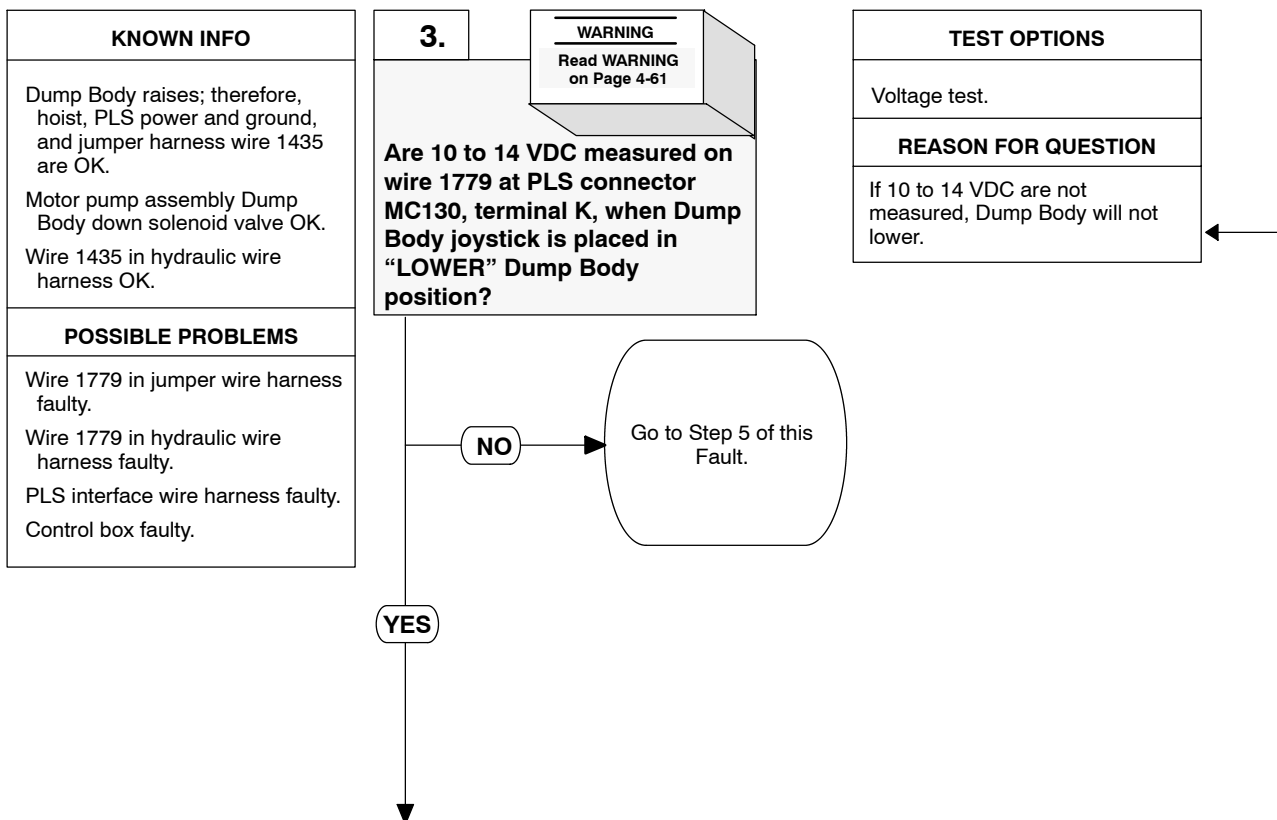 KNOWN INFO
Dump Body raises; therefore,
hoist, PLS power and ground,
and jumper harness wire 1435
are OK.
Motor pump assembly Dump
Body down solenoid valve OK.
Wire 1435 in hydraulic wire
harness OK.
POSSIBLE PROBLEMS
Wire 1779 in jumper wire harness
faulty.
Wire 1779 in hydraulic wire
harness faulty.
PLS interface wire harness faulty.
Control box faulty.
3.
WARNING
Read WARNING
on Page 4-61
Are 10 to 14 VDC measured on
wire 1779 at PLS connector
MC130, terminal K, when Dump
Body joystick is placed in
“LOWER” Dump Body
position?
TEST OPTIONS
Voltage test.
REASON FOR QUESTION
If 10 to 14 VDC are not
measured, Dump Body will not
lower.
NO
Go to Step 5 of this
Fault.
YES